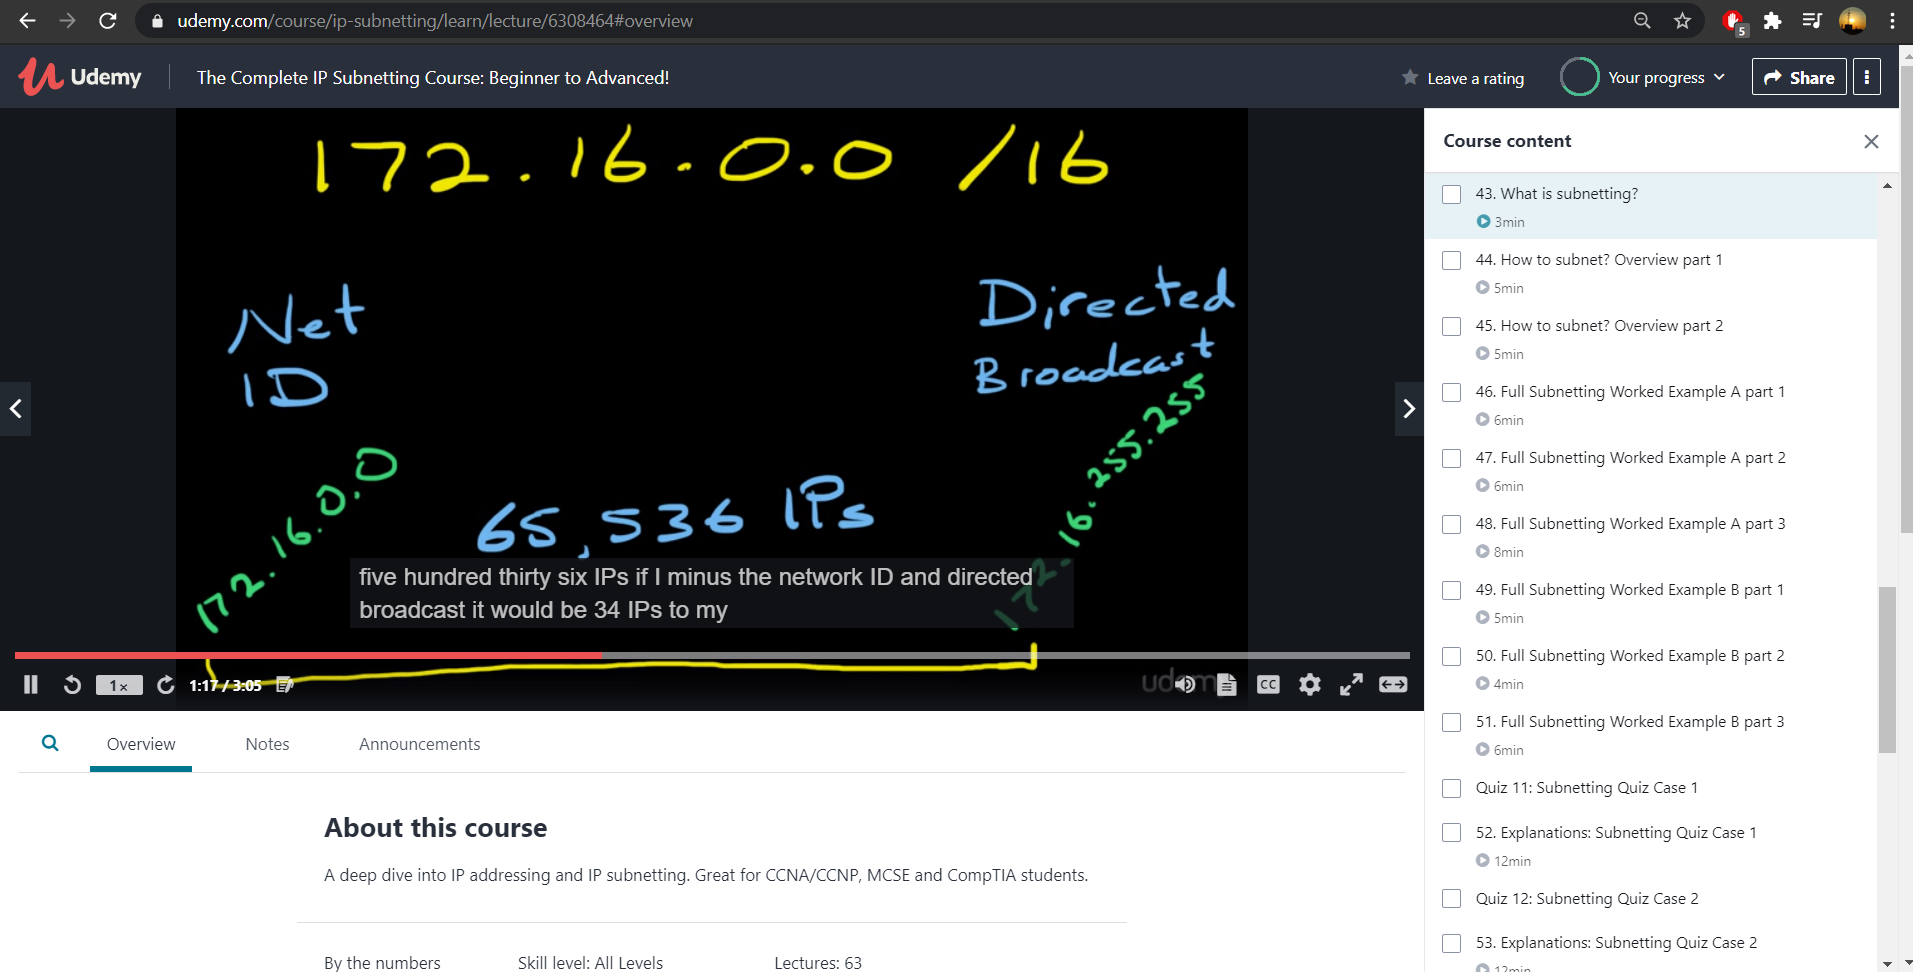 udemy.com/course/ip-subnetting/learn/lecture/6308464#overview
5
Udemy
The Complete IP Subnetting Course: Beginner to Advanced!
Leave a rating
Your progress
Share
172.16.0.0 /16
Net
ID
Directed
Broadcast
172.16.0.0
65,536 IPs
172.16.255.255
five hundred thirty six IPs if I minus the network ID and directed
broadcast it would be 34 IPs to my
1x
1:17 / 3:05
udemy
CC
Overview
Notes
Announcements
About this course
A deep dive into IP addressing and IP subnetting. Great for CCNA/CCNP, MCSE and CompTIA students.
By the numbers
Skill level: All Levels
Lectures: 63
Course content
43. What is subnetting?
3min
44. How to subnet? Overview part 1
5min
45. How to subnet? Overview part 2
5min
46. Full Subnetting Worked Example A part 1
6min
47. Full Subnetting Worked Example A part 2
6min
48. Full Subnetting Worked Example A part 3
8min
49. Full Subnetting Worked Example B part 1
5min
50. Full Subnetting Worked Example B part 2
4min
51. Full Subnetting Worked Example B part 3
6min
Quiz 11: Subnetting Quiz Case 1
52. Explanations: Subnetting Quiz Case 1
12min
Quiz 12: Subnetting Quiz Case 2
53. Explanations: Subnetting Quiz Case 2
12min